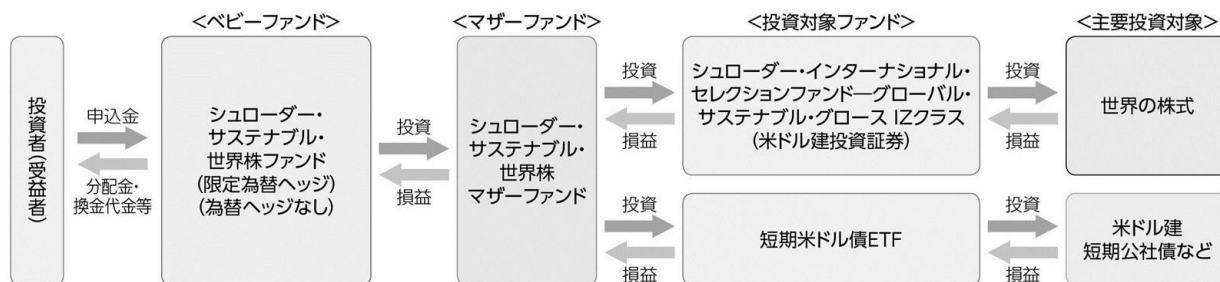 <ベビーファンド>
<マザーファンド>
<投資対象ファンド>
<主要投資対象>
投資者(受益者)
申込金
分配金・
換金代金等
シュローダー・
サステナブル・
世界株ファンド
(限定為替ヘッジ)
(為替ヘッジなし)
投資
損益
シュローダー・
サステナブル・
世界株
マザーファンド
投資
損益
シュローダー・インターナショナル・
セレクションファンド―グローバル・
サステナブル・グロース IZクラス
(米ドル建投資証券)
投資
損益
世界の株式
投資
損益
短期米ドル債ETF
投資
損益
米ドル建
短期公社債など